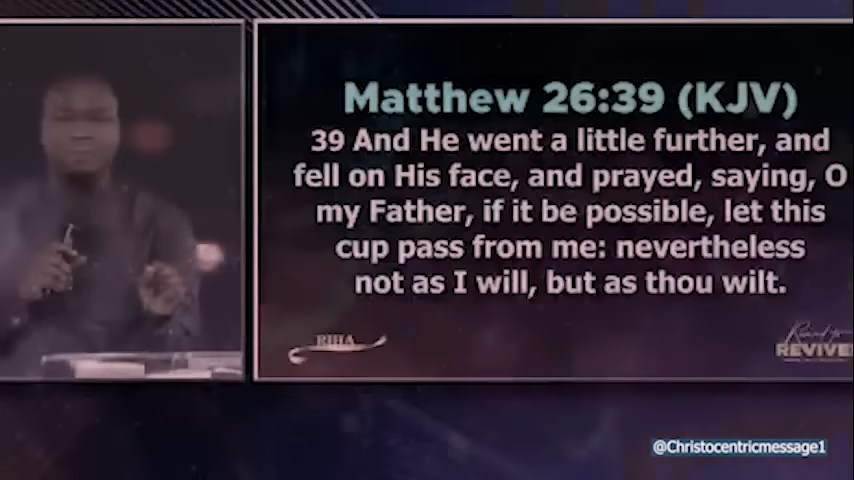 Matthew 26:39 (KJV)
39 And He went a little further, and
fell on His face, and prayed, saying, O
my Father, if it be possible, let this
cup pass from me: nevertheless
not as I will, but as thou wilt.
REVIVE
@Christocentricmessage1